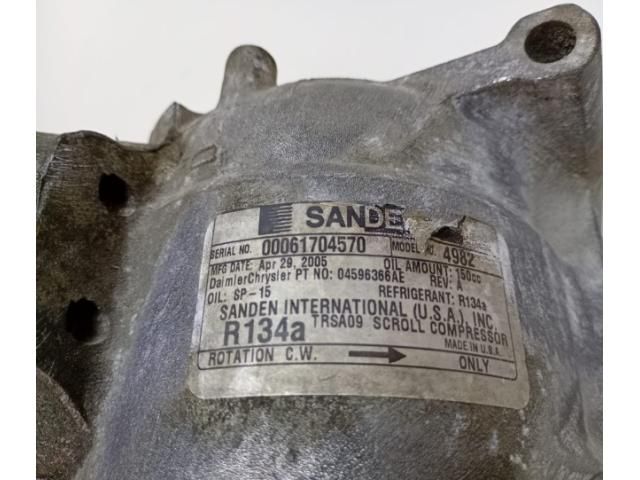 SANDE
SERIAL NO. 00061704570 MODEL NO. 4982
MFG DATE: Apr 29, 2005 OIL AMOUNT: 150cc
DaimlerChrysler PT NO: 04596366AE REV: A
OIL: SP-15 REFRIGERANT: R134a
SANDEN INTERNATIONAL (U.S.A.), INC.
R134a TRSA09 SCROLL COMPRESSOR
MADE IN U.S.A.
ROTATION C.W. ONLY